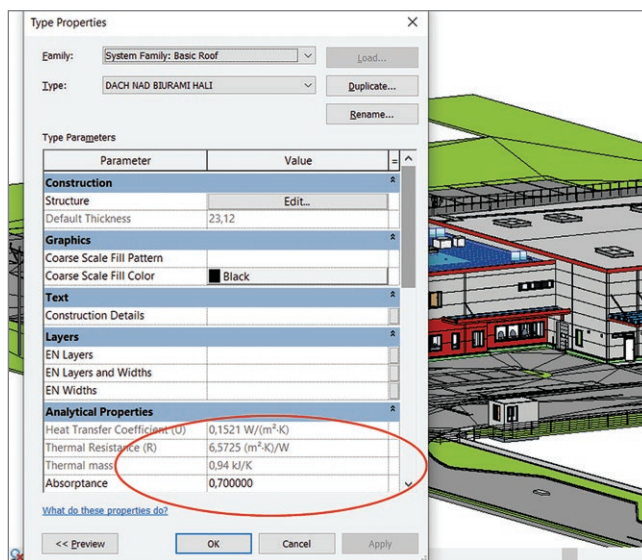 Type Properties
Family: System Family: Basic Roof Load...
Type: DACH NAD BIURAMI HALI Duplicate...
Rename...
Type Parameters
Parameter Value =
Construction
Structure Edit...
Default Thickness 23,12
Graphics
Coarse Scale Fill Pattern
Coarse Scale Fill Color Black
Text
Construction Details
Layers
EN Layers
EN Layers and Widths
EN Widths
Analytical Properties
Heat Transfer Coefficient (U) 0,1521 W/(m²·K)
Thermal Resistance (R) 6,5725 (m²·K)/W
Thermal mass 0,94 kJ/K
Absorptance 0,700000
What do these properties do?
<< Preview OK Cancel Apply